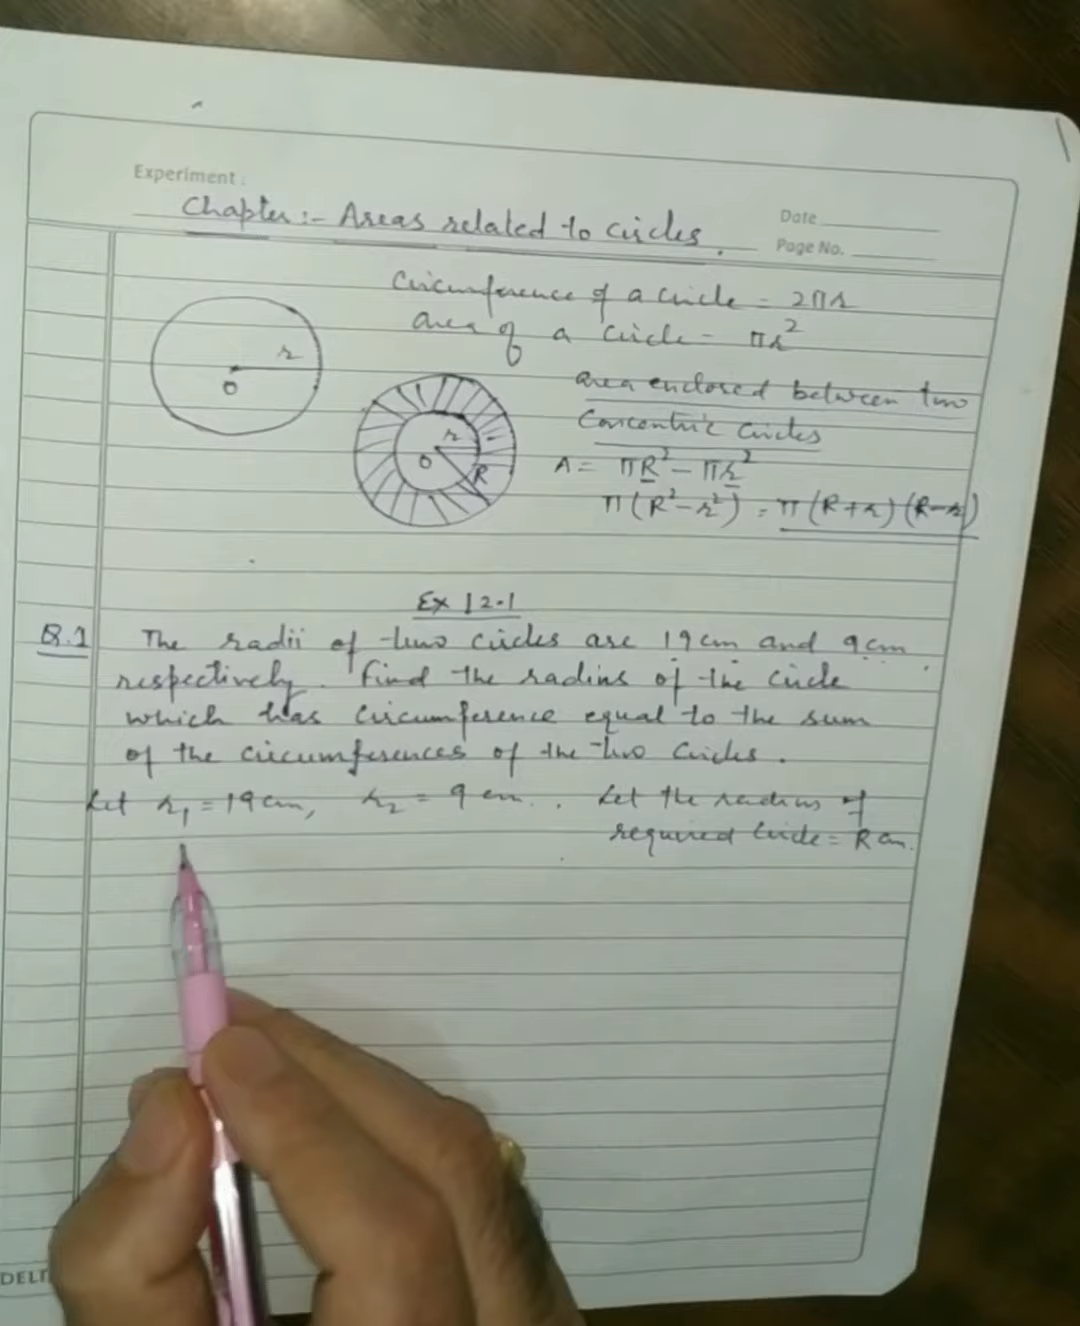 Experiment :
Chapter :- Areas related to circles.
Date
Page No.
Circumference of a circle = 2πr
area of a circle = πr²
r
O
area enclosed between two
Concentric circles
r
O
R
A = πR² - πr²
π(R² - r²) = π(R+r)(R-r)
Ex 12.1
Q.1 The radii of two circles are 19 cm and 9 cm
respectively. Find the radius of the circle
which has circumference equal to the sum
of the circumferences of the two circles.
Let r₁ = 19 cm, r₂ = 9 cm. Let the radius of
required circle = R cm.
DELT